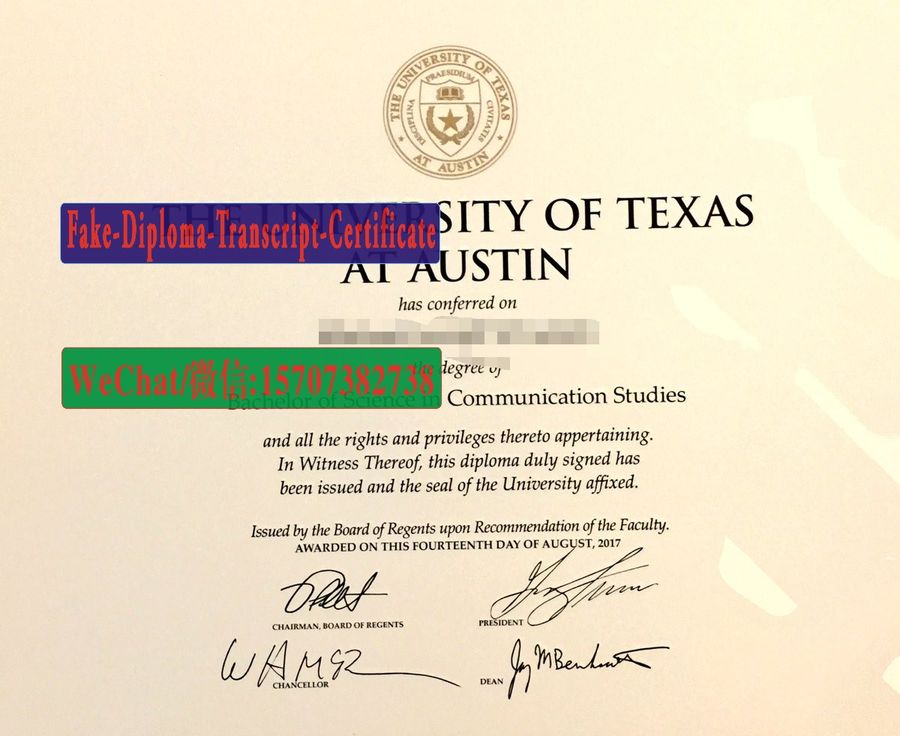 THE UNIVERSITY OF TEXAS
PRAESIDIUM
DISCIPLINA
CIVITATIS
AT AUSTIN
THE UNIVERSITY OF TEXAS
Fake-Diploma-Transcript-Certificate
AT AUSTIN
has conferred on
the degree of
WeChat/微信:15707382738
Bachelor of Science in Communication Studies
and all the rights and privileges thereto appertaining.
In Witness Thereof, this diploma duly signed has
been issued and the seal of the University affixed.
Issued by the Board of Regents upon Recommendation of the Faculty.
AWARDED ON THIS FOURTEENTH DAY OF AUGUST, 2017
CHAIRMAN, BOARD OF REGENTS
PRESIDENT
CHANCELLOR
DEAN